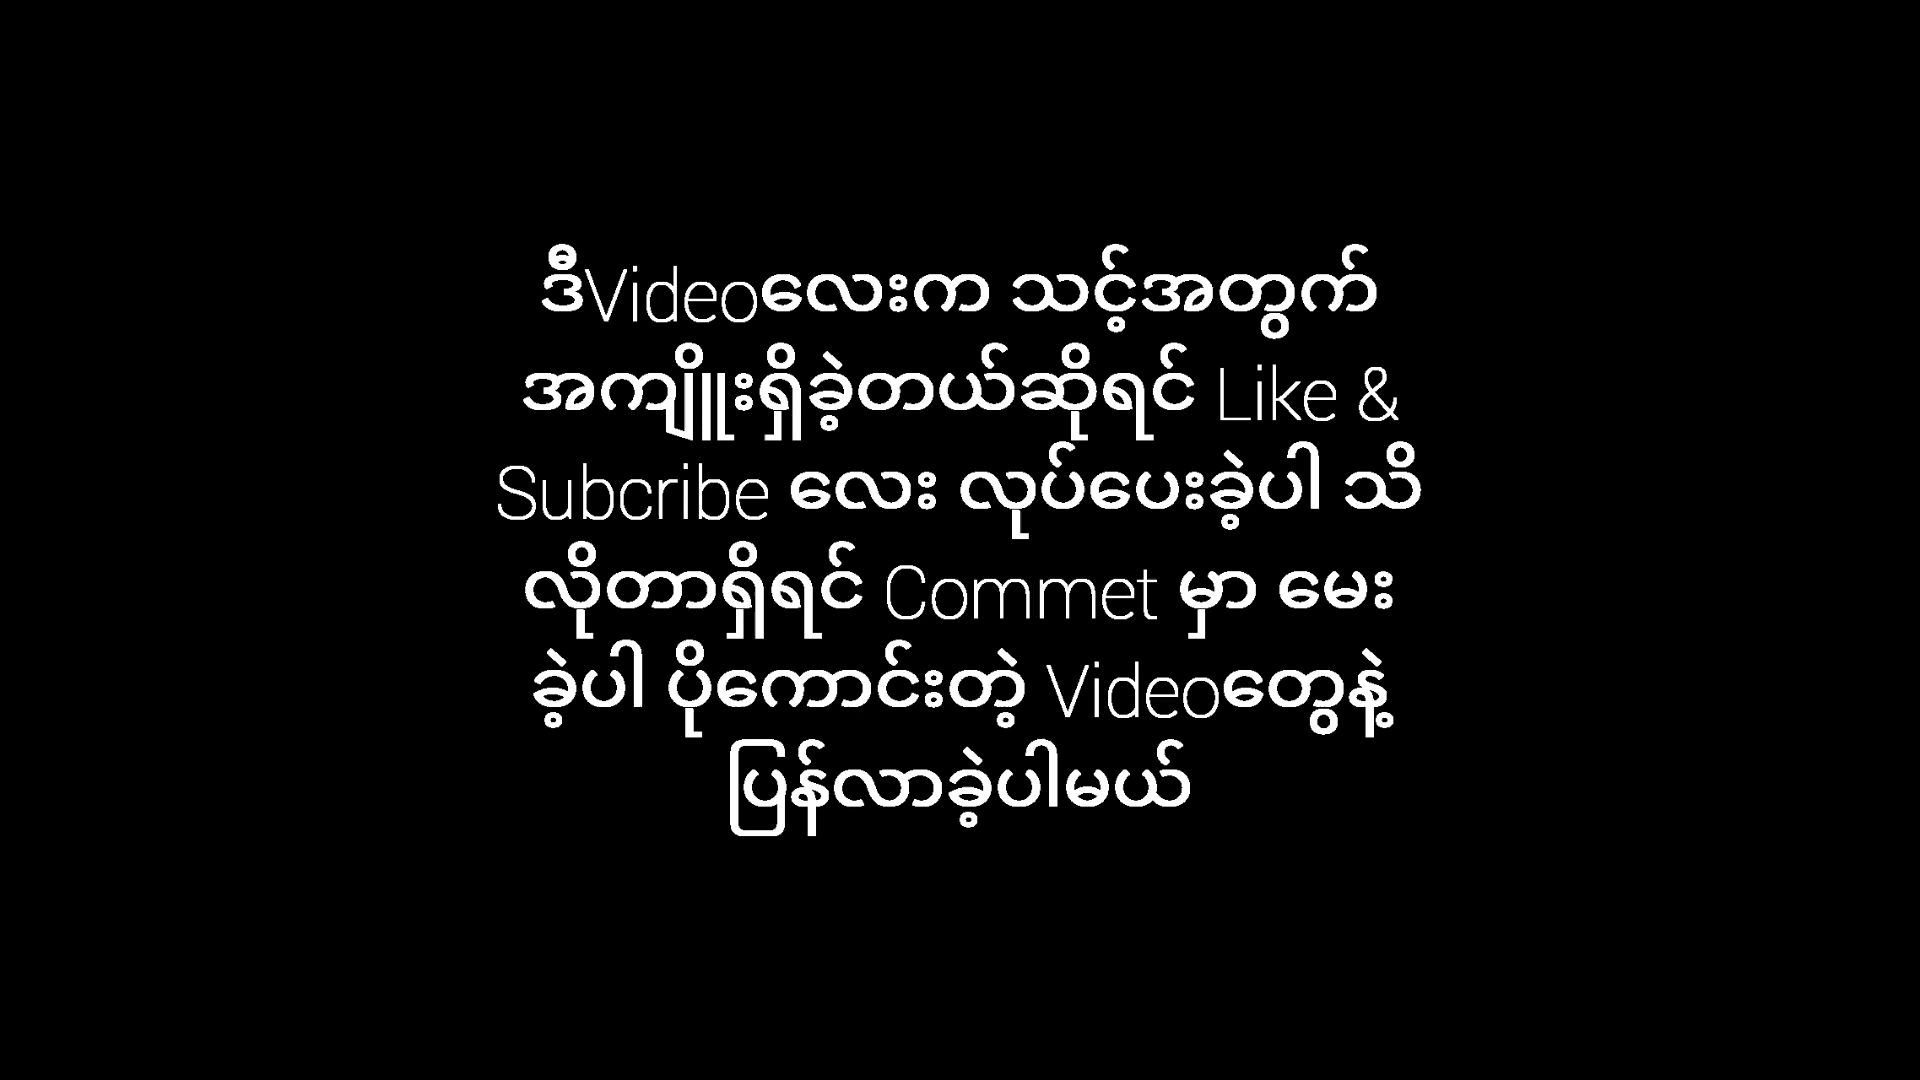 ဒီVideoလေးက သင့်အတွက်
အကျိုးရှိခဲ့တယ်ဆိုရင် Like &
Subcribe လေး လုပ်ပေးခဲ့ပါ သိ
လိုတာရှိရင် Commet မှာ မေး
ခဲ့ပါ ပိုကောင်းတဲ့ Videoတွေနဲ့
ပြန်လာခဲ့ပါမယ်